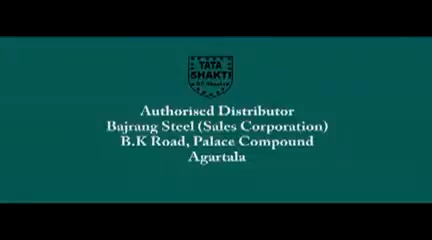 TATA
SHAKTI
Authorised Distributor
Bajrang Steel (Sales Corporation)
B.K Road, Palace Compound
Agartala